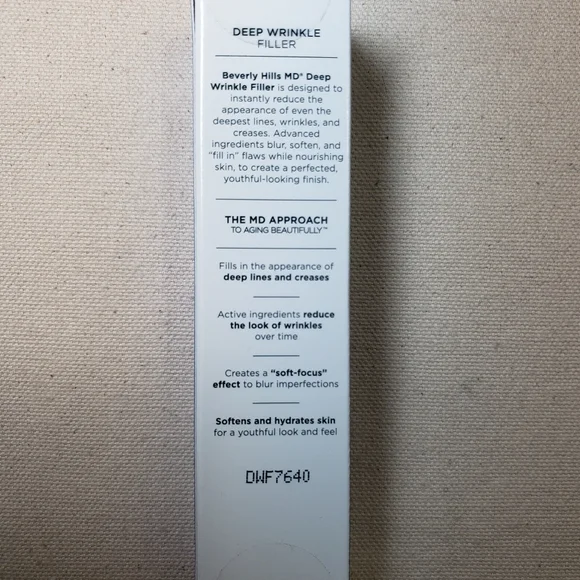 DEEP WRINKLE
FILLER
Beverly Hills MD® Deep
Wrinkle Filler is designed to
instantly reduce the
appearance of even the
deepest lines, wrinkles, and
creases. Advanced
ingredients blur, soften, and
"fill in" flaws while nourishing
skin, to create a perfected,
youthful-looking finish.
THE MD APPROACH
TO AGING BEAUTIFULLY™
Fills in the appearance of
deep lines and creases
Active ingredients reduce
the look of wrinkles
over time
Creates a "soft-focus"
effect to blur imperfections
Softens and hydrates skin
for a youthful look and feel
DWF7640